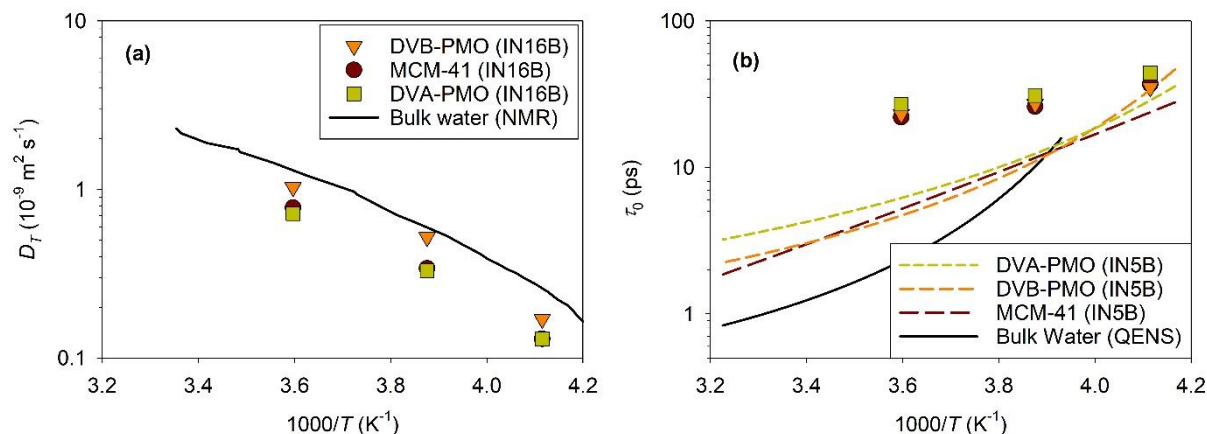 (a)
DVB-PMO (IN16B)
MCM-41 (IN16B)
DVA-PMO (IN16B)
Bulk water (NMR)
10
1
0.1
D_T (10⁻⁹ m² s⁻¹)
3.2 3.4 3.6 3.8 4.0 4.2
1000/T (K⁻¹)
(b)
100
10
1
τ₀ (ps)
DVA-PMO (IN5B)
DVB-PMO (IN5B)
MCM-41 (IN5B)
Bulk Water (QENS)
3.2 3.4 3.6 3.8 4.0 4.2
1000/T (K⁻¹)